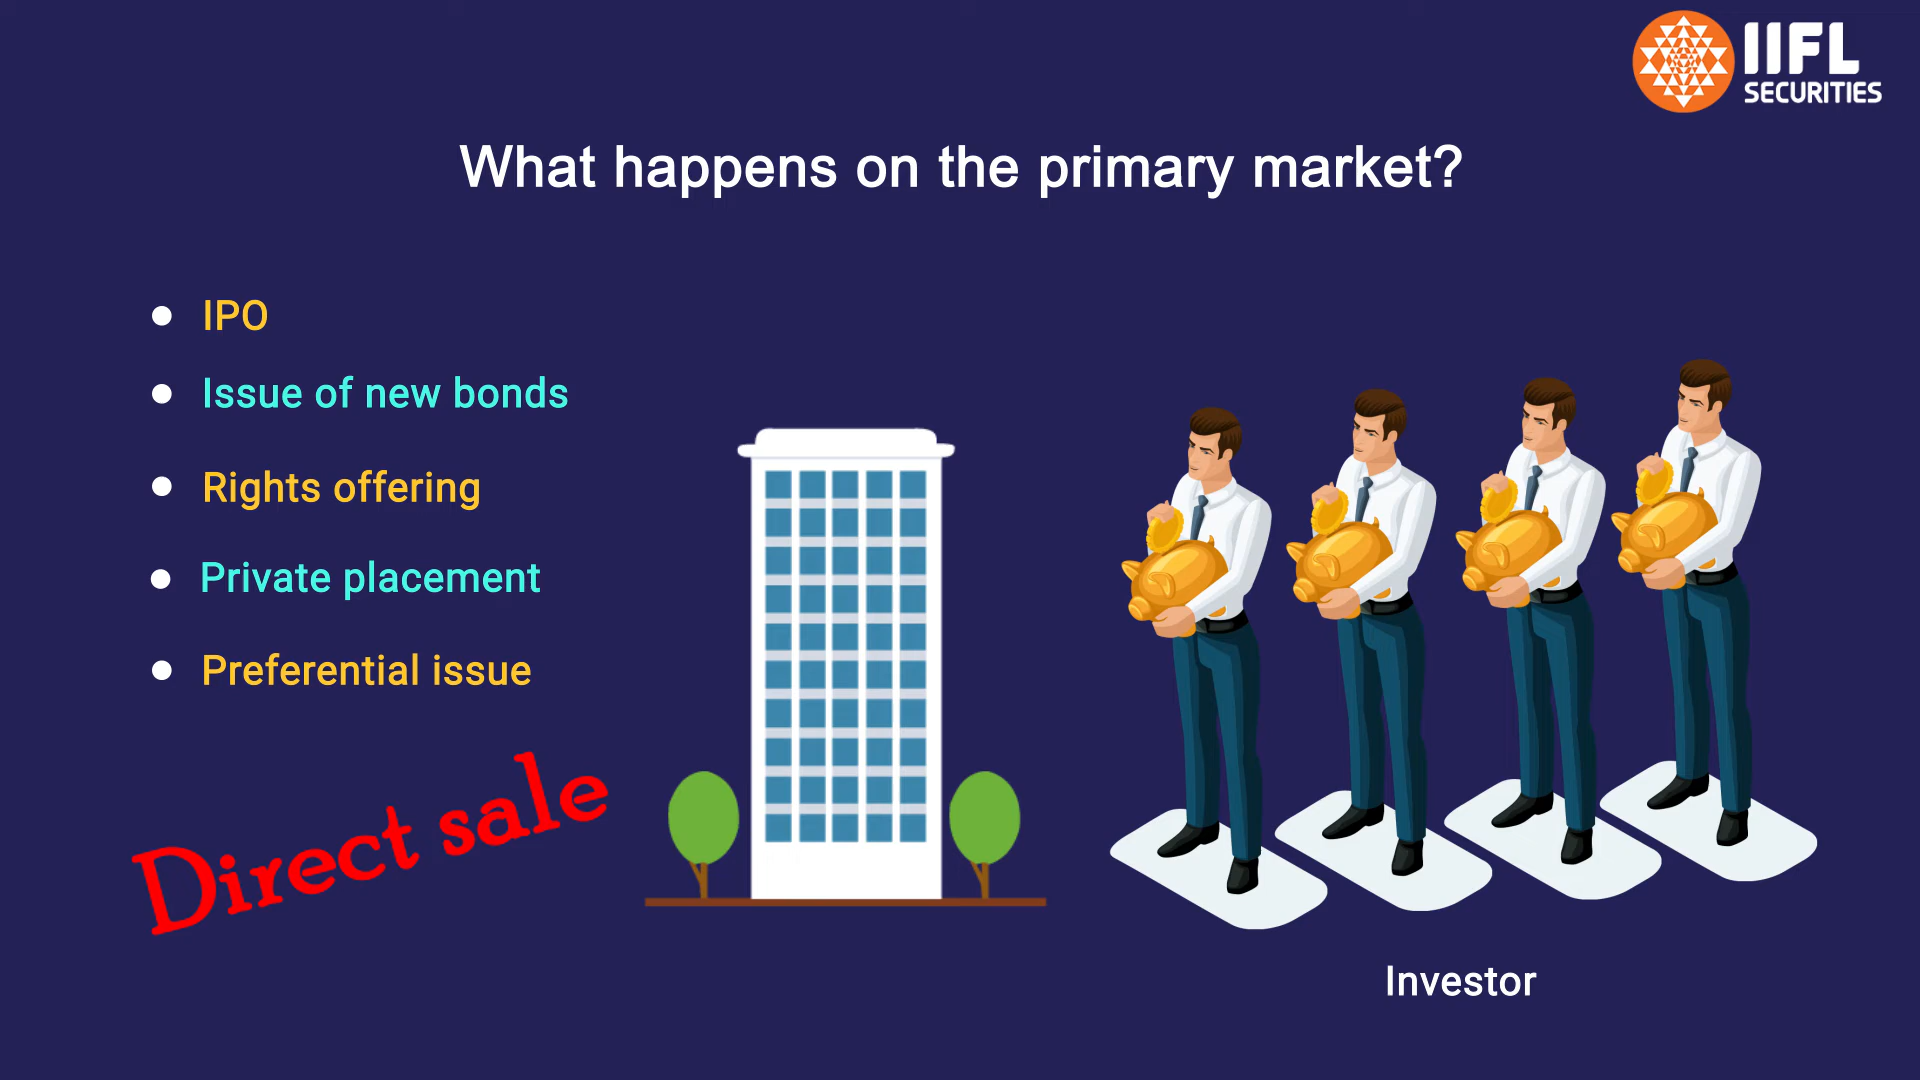 IIFL
SECURITIES
What happens on the primary market?
IPO
Issue of new bonds
Rights offering
Private placement
Preferential issue
Direct sale
Investor